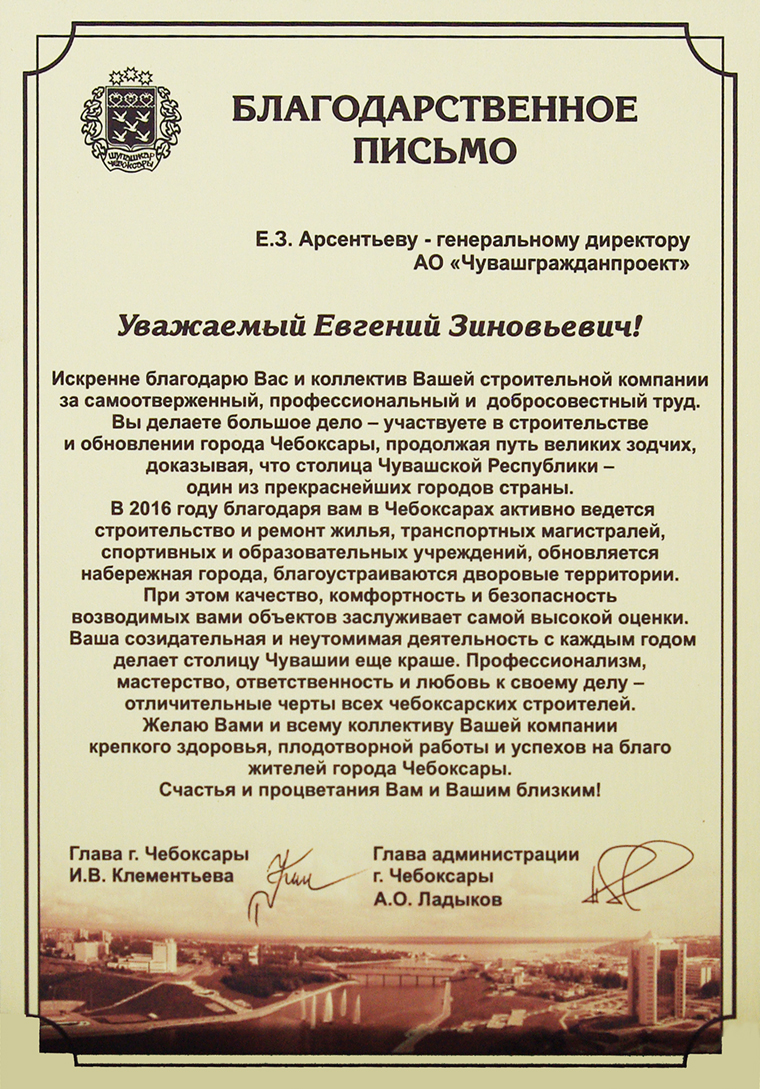 ШУПАШКАР
ЧЕБОКСАРЫ
БЛАГОДАРСТВЕННОЕ
ПИСЬМО
Е.З. Арсентьеву - генеральному директору
АО «Чувашгражданпроект»
Уважаемый Евгений Зиновьевич!
Искренне благодарю Вас и коллектив Вашей строительной компании
за самоотверженный, профессиональный и добросовестный труд.
Вы делаете большое дело – участвуете в строительстве
и обновлении города Чебоксары, продолжая путь великих зодчих,
доказывая, что столица Чувашской Республики –
один из прекраснейших городов страны.
В 2016 году благодаря вам в Чебоксарах активно ведется
строительство и ремонт жилья, транспортных магистралей,
спортивных и образовательных учреждений, обновляется
набережная города, благоустраиваются дворовые территории.
При этом качество, комфортность и безопасность
возводимых вами объектов заслуживает самой высокой оценки.
Ваша созидательная и неутомимая деятельность с каждым годом
делает столицу Чувашии еще краше. Профессионализм,
мастерство, ответственность и любовь к своему делу –
отличительные черты всех чебоксарских строителей.
Желаю Вами и всему коллективу Вашей компании
крепкого здоровья, плодотворной работы и успехов на благо
жителей города Чебоксары.
Счастья и процветания Вам и Вашим близким!
Глава г. Чебоксары
И.В. Клементьева
Глава администрации
г. Чебоксары
А.О. Ладыков